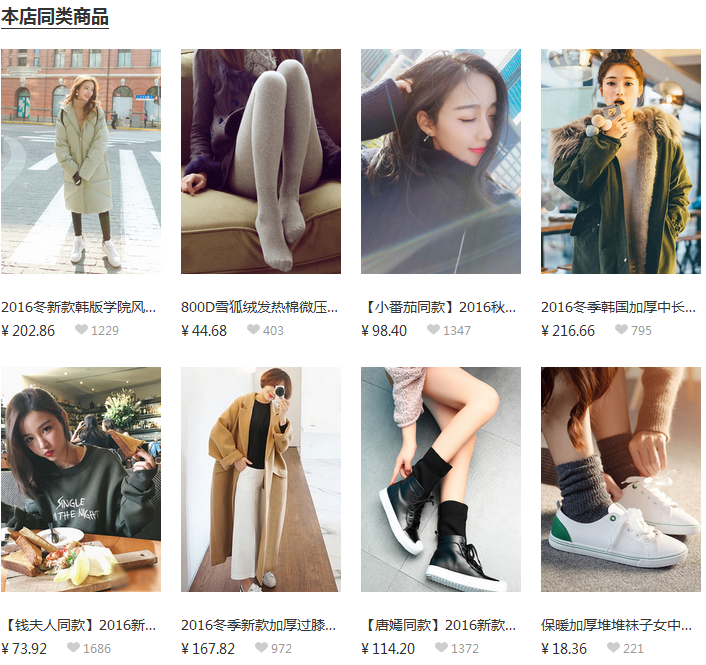 本店同类商品
2016冬新款韩版学院风...
800D雪狐绒发热棉微压...
【小番茄同款】2016秋...
2016冬季韩国加厚中长...
¥ 202.86 1229
¥ 44.68 403
¥ 98.40 1347
¥ 216.66 795
SINGLE
IN THE NIGHT
【钱夫人同款】2016新...
2016冬季新款加厚过膝...
【唐嫣同款】2016新款...
保暖加厚堆堆袜子女中...
¥ 73.92 1686
¥ 167.82 972
¥ 114.20 1372
¥ 18.36 221